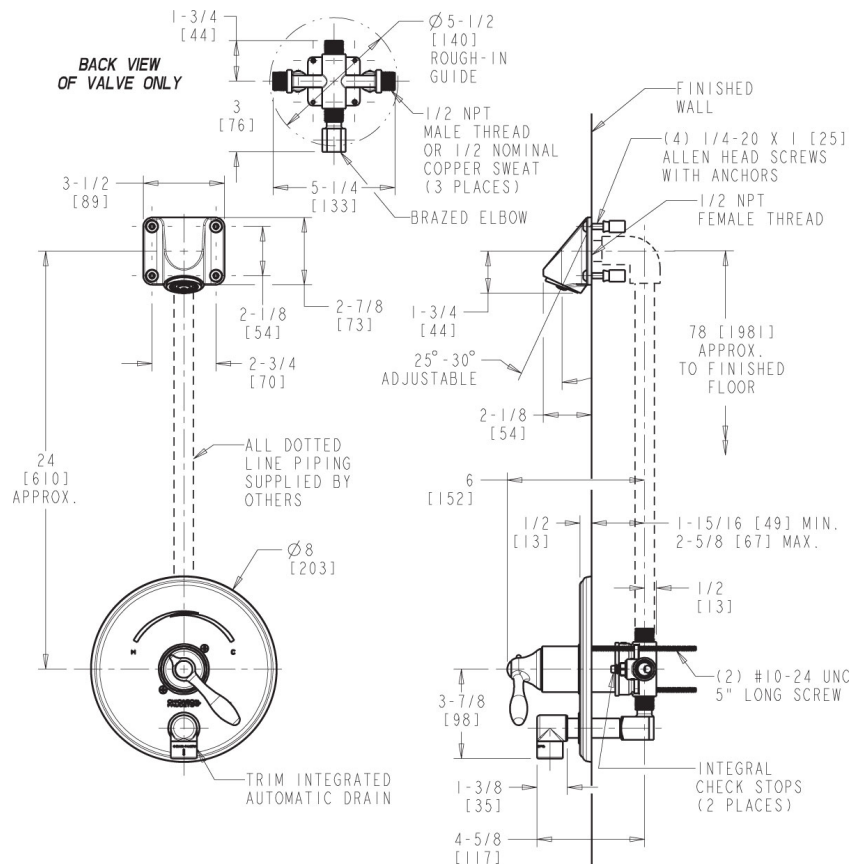 BACK VIEW
OF VALVE ONLY
1-3/4
[44]
3
[76]
Ø5-1/2
[140]
ROUGH-IN
GUIDE
1/2 NPT
MALE THREAD
OR 1/2 NOMINAL
COPPER SWEAT
(3 PLACES)
5-1/4
[133]
BRAZED ELBOW
3-1/2
[89]
2-7/8
[73]
2-1/8
[54]
2-3/4
[70]
24
[610]
APPROX.
ALL DOTTED
LINE PIPING
SUPPLIED BY
OTHERS
Ø8
[203]
H
C
TRIM INTEGRATED
AUTOMATIC DRAIN
FINISHED
WALL
(4) 1/4-20 X 1 [25]
ALLEN HEAD SCREWS
WITH ANCHORS
1/2 NPT
FEMALE THREAD
1-3/4
[44]
25°-30°
ADJUSTABLE
2-1/8
[54]
78 [1981]
APPROX.
TO FINISHED
FLOOR
6
[152]
1/2
[13]
1-15/16 [49] MIN.
2-5/8 [67] MAX.
1/2
[13]
(2) #10-24 UNC
5" LONG SCREW
3-7/8
[98]
1-3/8
[35]
4-5/8
[117]
INTEGRAL
CHECK STOPS
(2 PLACES)